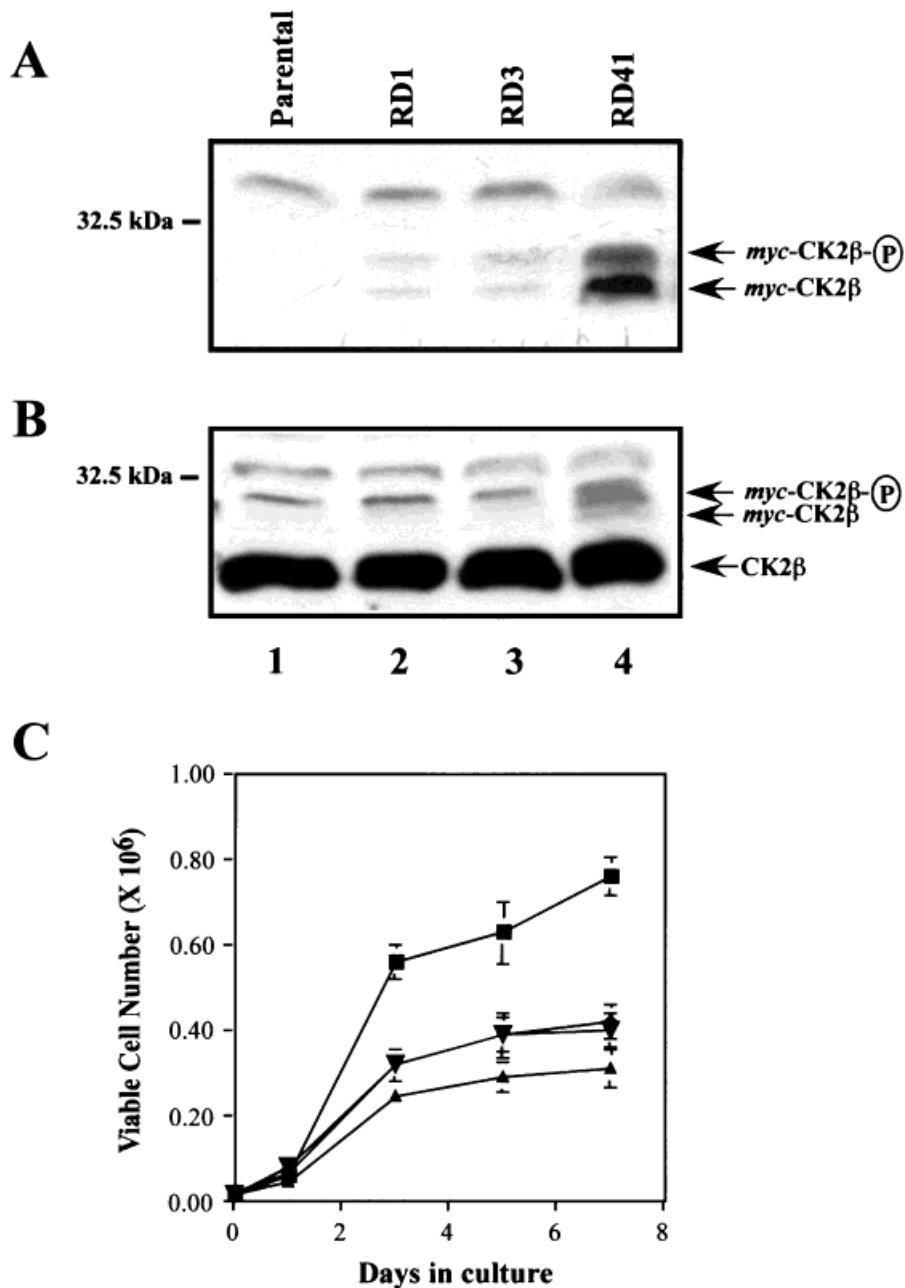 A
Parental
RD1
RD3
RD41
32.5 kDa
myc-CK2β-P
myc-CK2β
B
32.5 kDa
myc-CK2β-P
myc-CK2β
CK2β
1 2 3 4
C
Viable Cell Number (X 10⁶)
1.00
0.80
0.60
0.40
0.20
0.00
0 2 4 6 8
Days in culture